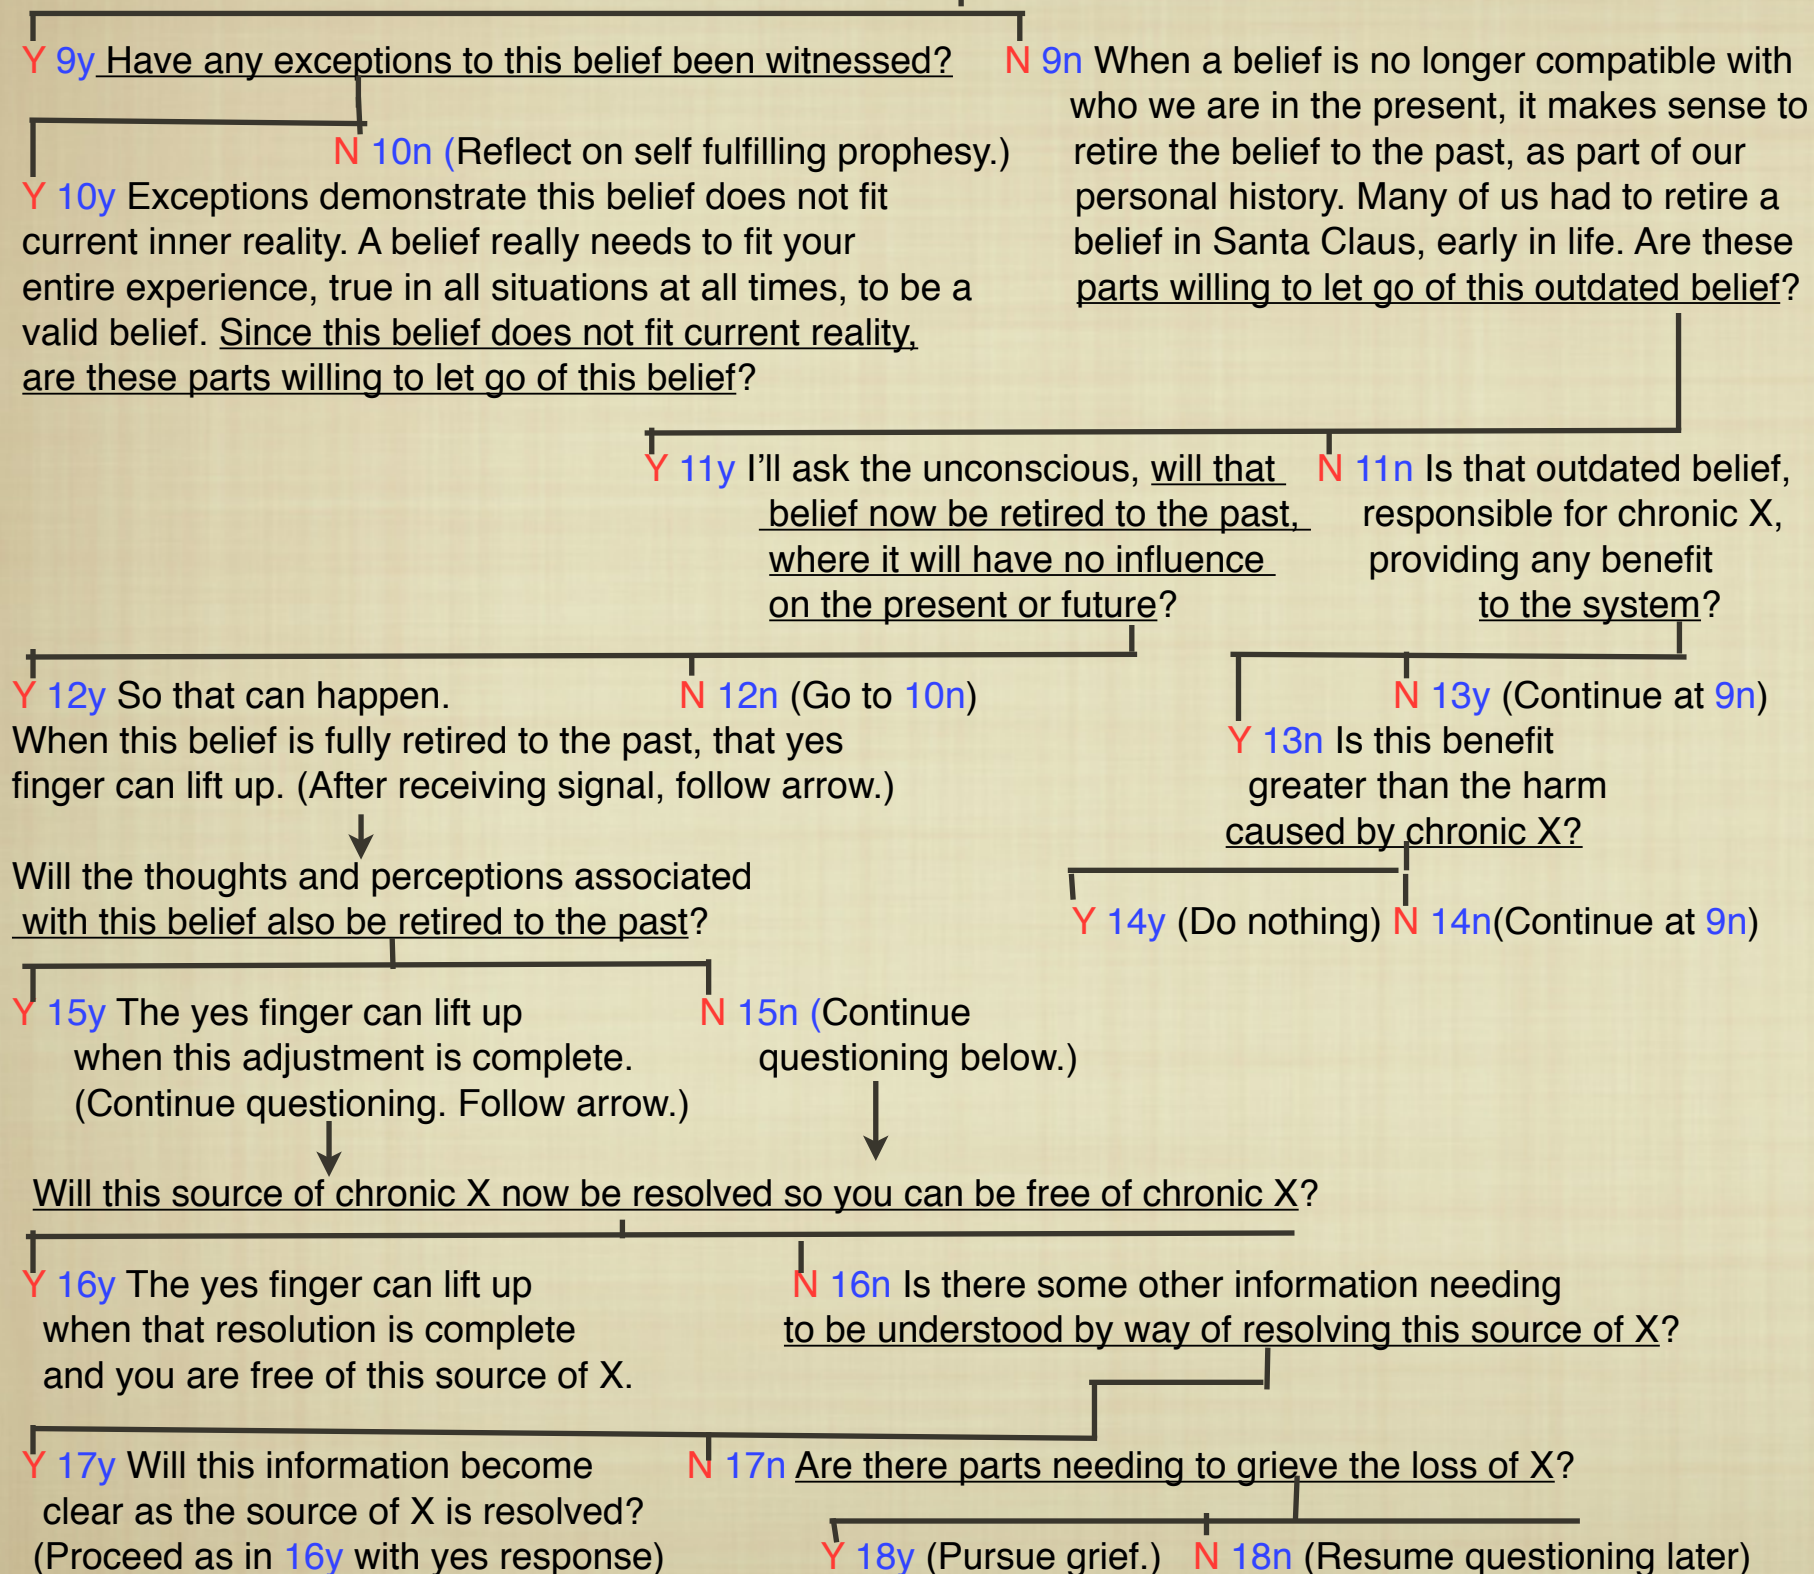 Y 9y Have any exceptions to this belief been witnessed?
N 10n (Reflect on self fulfilling prophesy.)
Y 10y Exceptions demonstrate this belief does not fit
current inner reality. A belief really needs to fit your
entire experience, true in all situations at all times, to be a
valid belief. Since this belief does not fit current reality,
are these parts willing to let go of this belief?
N 9n When a belief is no longer compatible with
who we are in the present, it makes sense to
retire the belief to the past, as part of our
personal history. Many of us had to retire a
belief in Santa Claus, early in life. Are these
parts willing to let go of this outdated belief?
Y 11y I'll ask the unconscious, will that
belief now be retired to the past,
where it will have no influence
on the present or future?
N 11n Is that outdated belief,
responsible for chronic X,
providing any benefit
to the system?
Y 12y So that can happen.
When this belief is fully retired to the past, that yes
finger can lift up. (After receiving signal, follow arrow.)
N 12n (Go to 10n)
N 13y (Continue at 9n)
Y 13n Is this benefit
greater than the harm
caused by chronic X?
Will the thoughts and perceptions associated
with this belief also be retired to the past?
Y 14y (Do nothing) N 14n(Continue at 9n)
Y 15y The yes finger can lift up
when this adjustment is complete.
(Continue questioning. Follow arrow.)
N 15n (Continue
questioning below.)
Will this source of chronic X now be resolved so you can be free of chronic X?
Y 16y The yes finger can lift up
when that resolution is complete
and you are free of this source of X.
N 16n Is there some other information needing
to be understood by way of resolving this source of X?
Y 17y Will this information become
clear as the source of X is resolved?
(Proceed as in 16y with yes response)
N 17n Are there parts needing to grieve the loss of X?
Y 18y (Pursue grief.) N 18n (Resume questioning later)